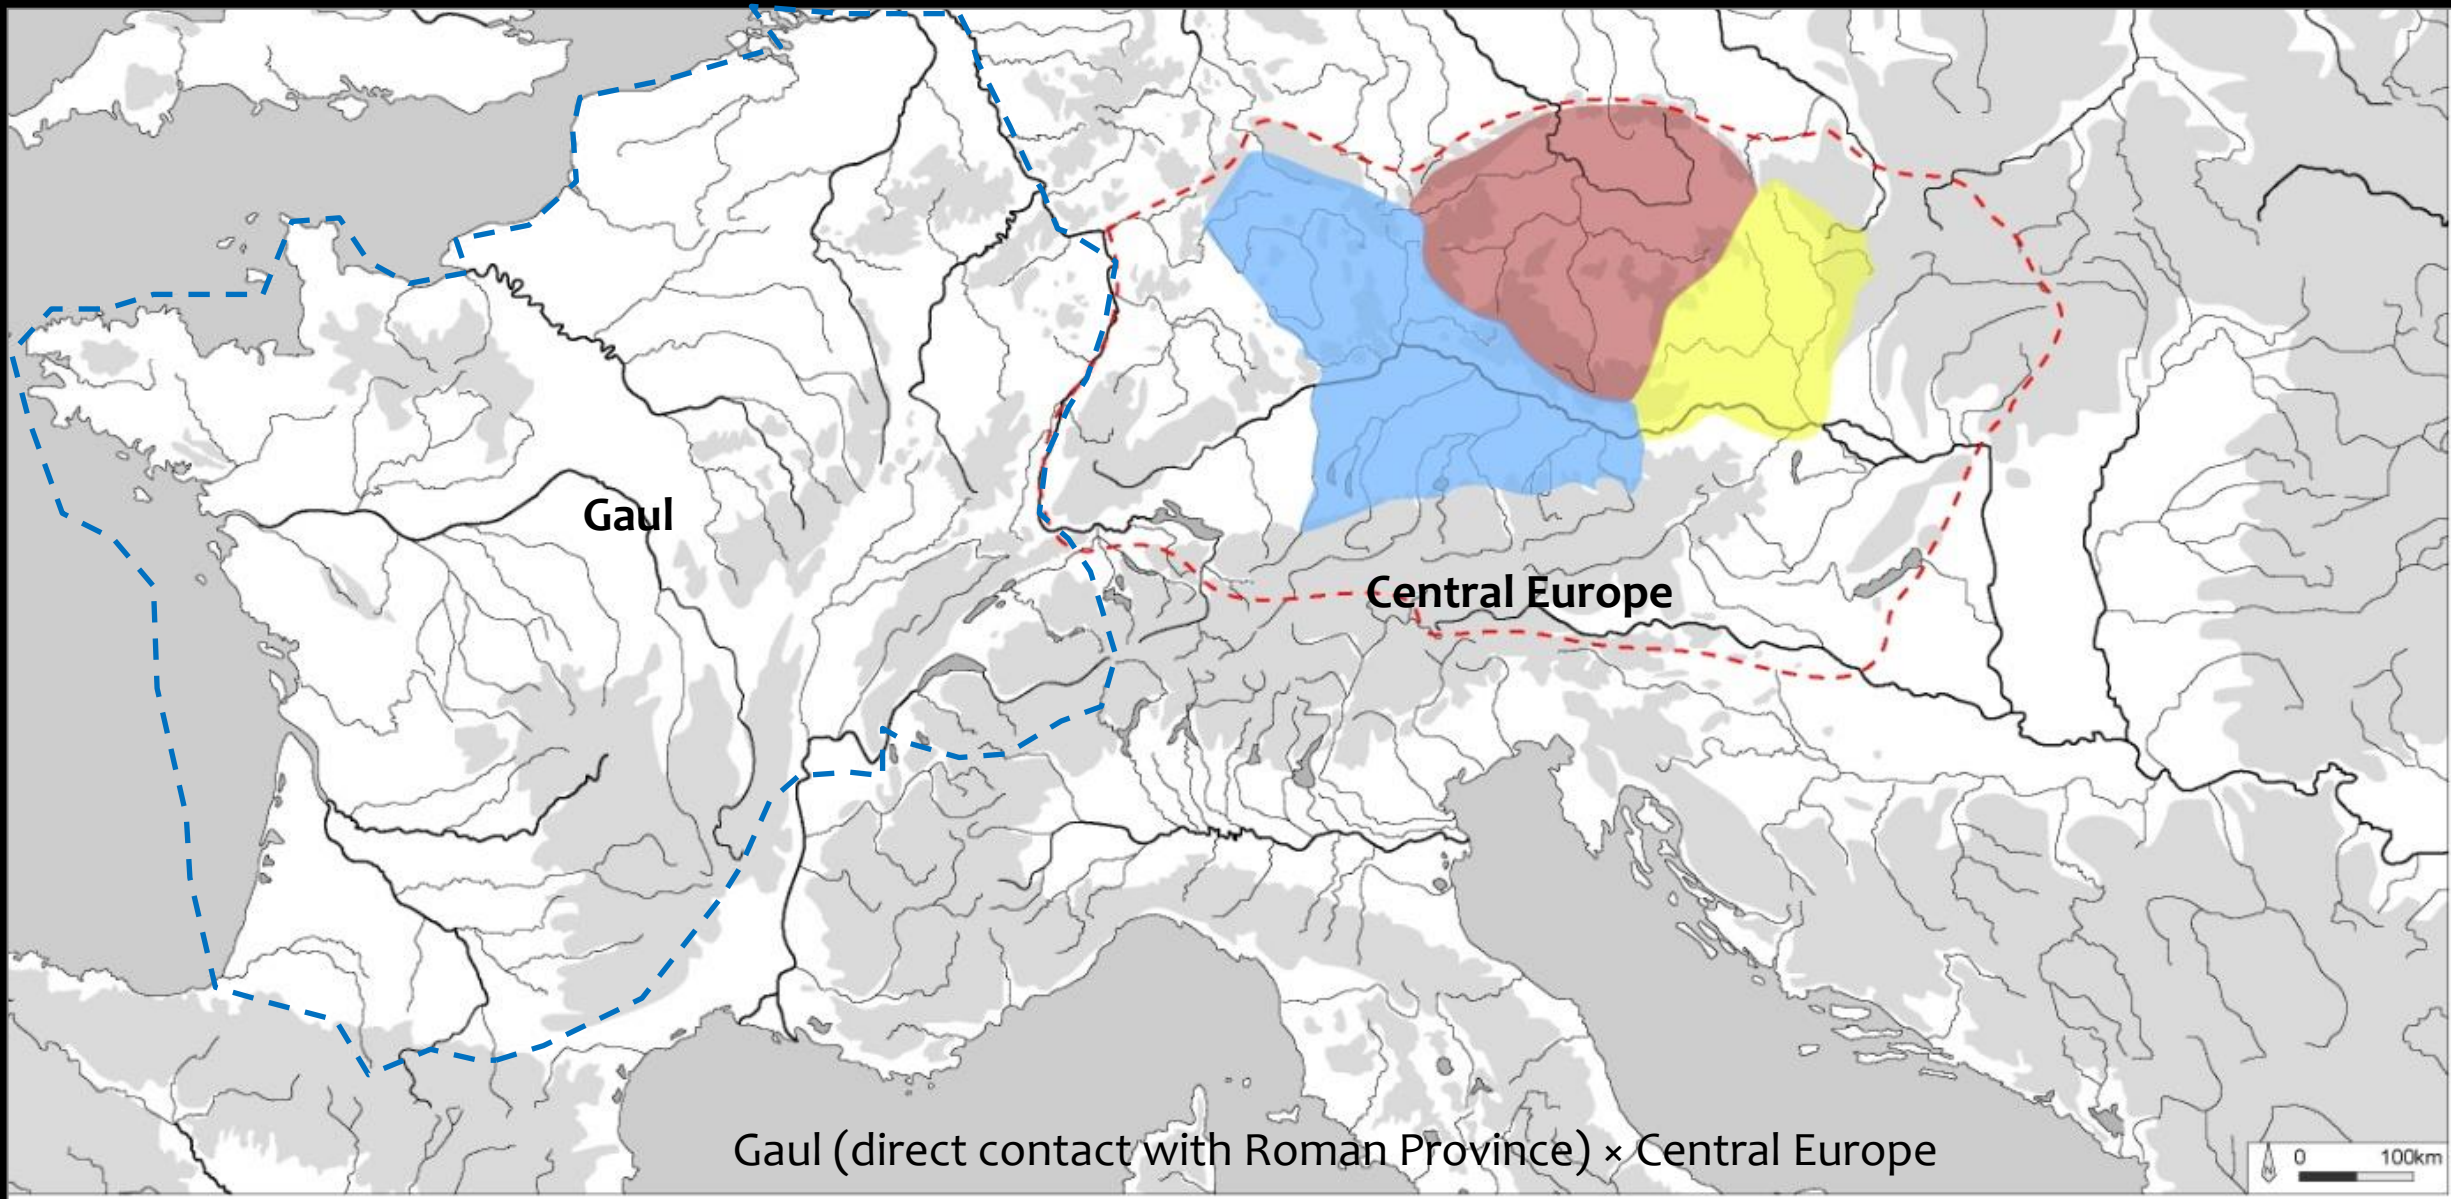 Gaul
Central Europe
Gaul (direct contact with Roman Province) × Central Europe
0 100km